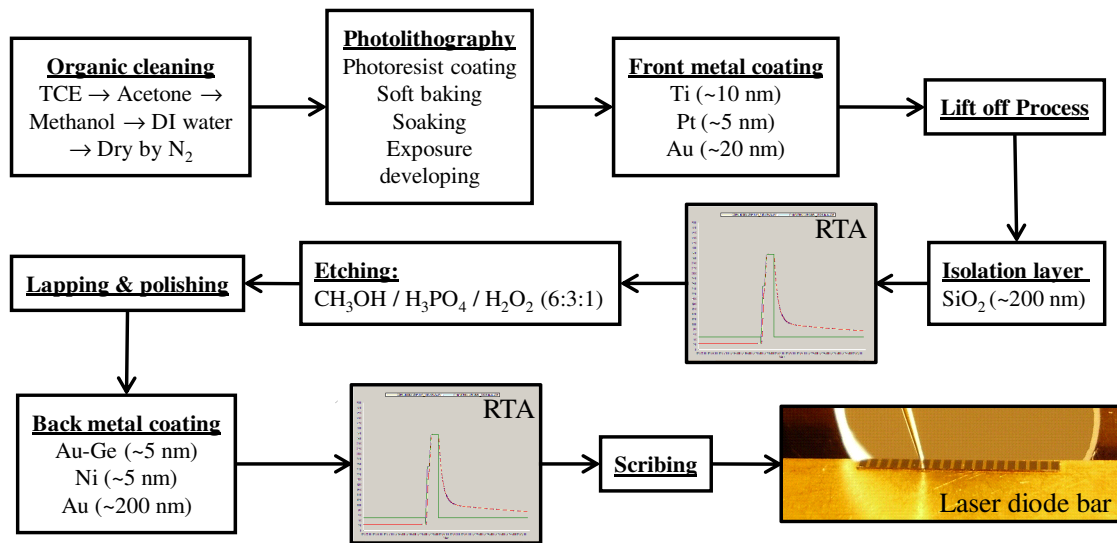 Organic cleaning
TCE → Acetone →
Methanol → DI water
→ Dry by N₂
Photolithography
Photoresist coating
Soft baking
Soaking
Exposure
developing
Front metal coating
Ti (~10 nm)
Pt (~5 nm)
Au (~20 nm)
Lift off Process
Isolation layer
SiO₂ (~200 nm)
RTA
Etching:
CH₃OH / H₃PO₄ / H₂O₂ (6:3:1)
Lapping & polishing
Back metal coating
Au-Ge (~5 nm)
Ni (~5 nm)
Au (~200 nm)
RTA
Scribing
Laser diode bar